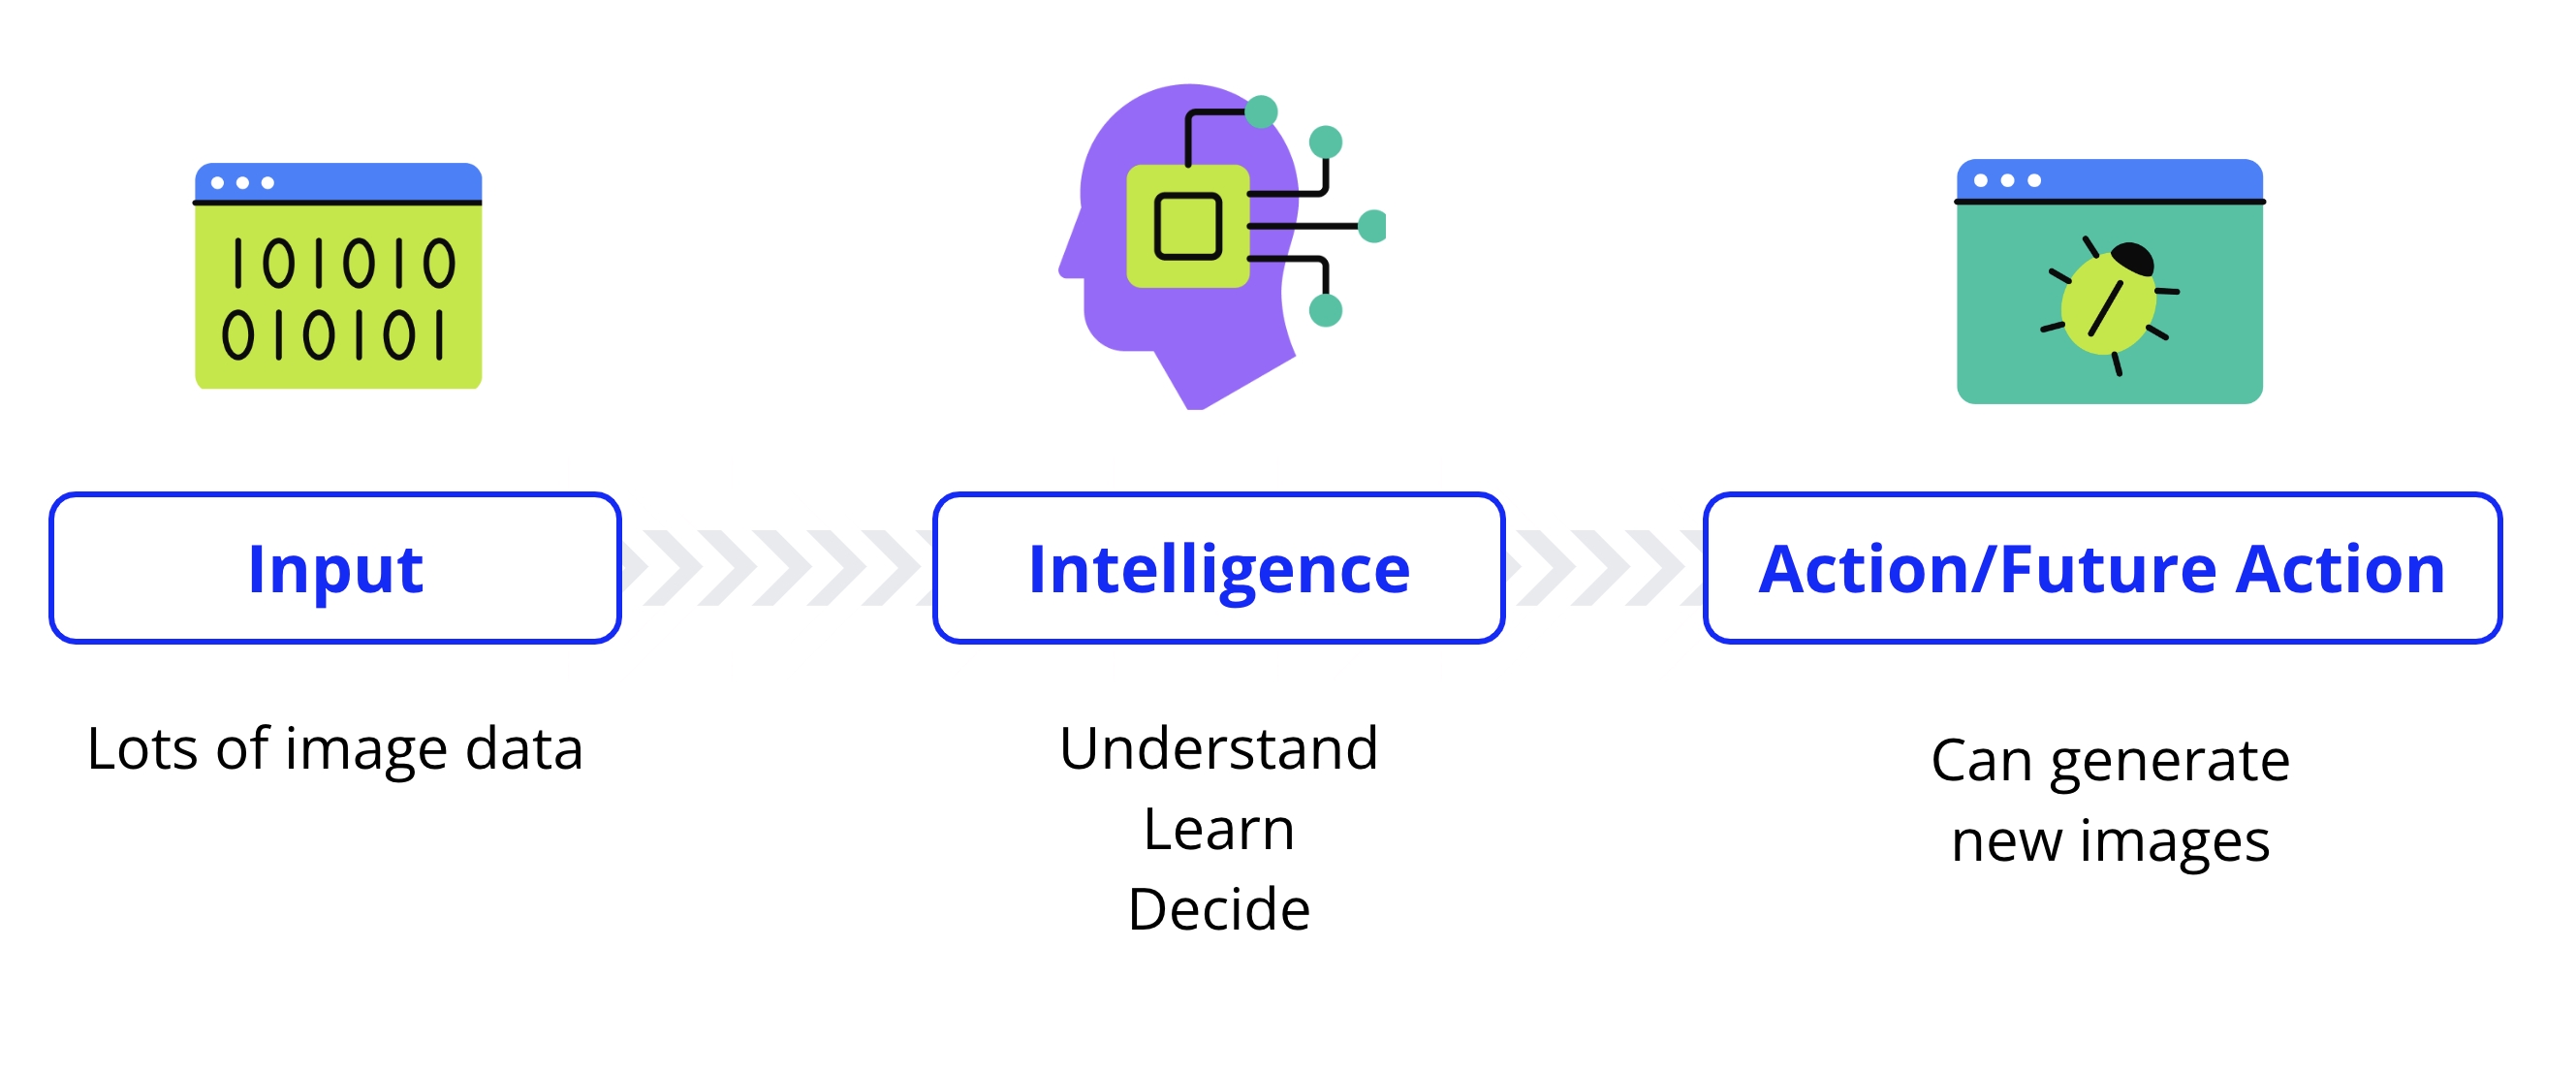 101010
010101
Input
Intelligence
Action/Future Action
Lots of image data
Understand
Learn
Decide
Can generate
new images